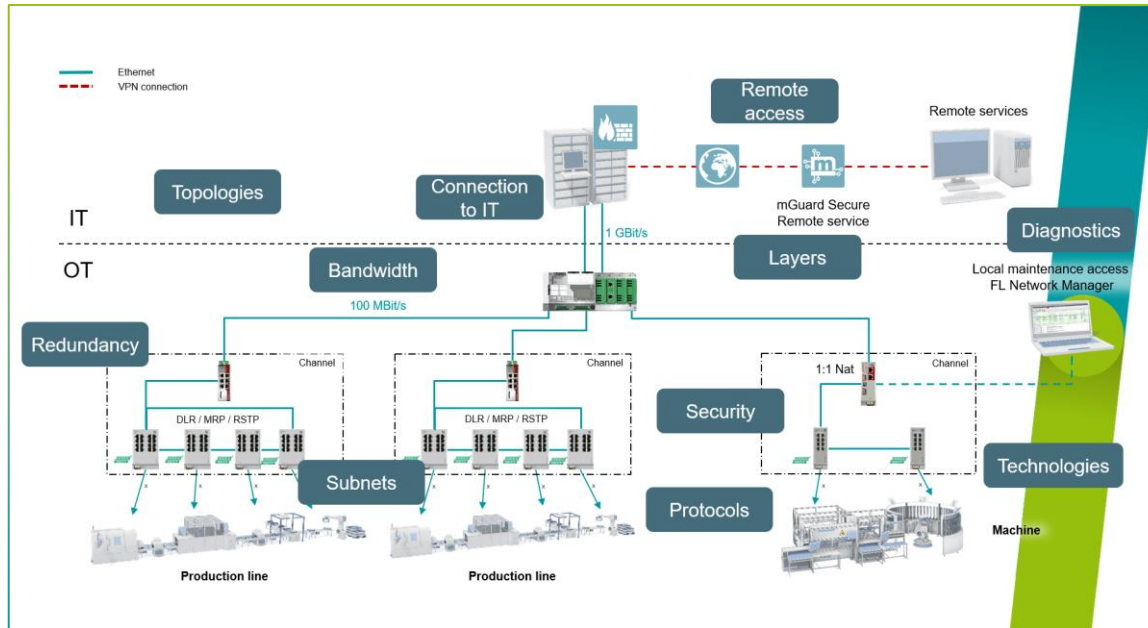 Ethernet
VPN connection
Remote
access
Remote services
Topologies
Connection
to IT
mGuard Secure
Remote service
IT
1 GBit/s
Diagnostics
OT
Bandwidth
Layers
Local maintenance access
FL Network Manager
100 MBit/s
Redundancy
Channel
Channel
1:1 Nat
Channel
DLR / MRP / RSTP
DLR / MRP / RSTP
Security
Subnets
Technologies
x
x
x
x
x
x
x
x
x
x
Protocols
Machine
Production line
Production line